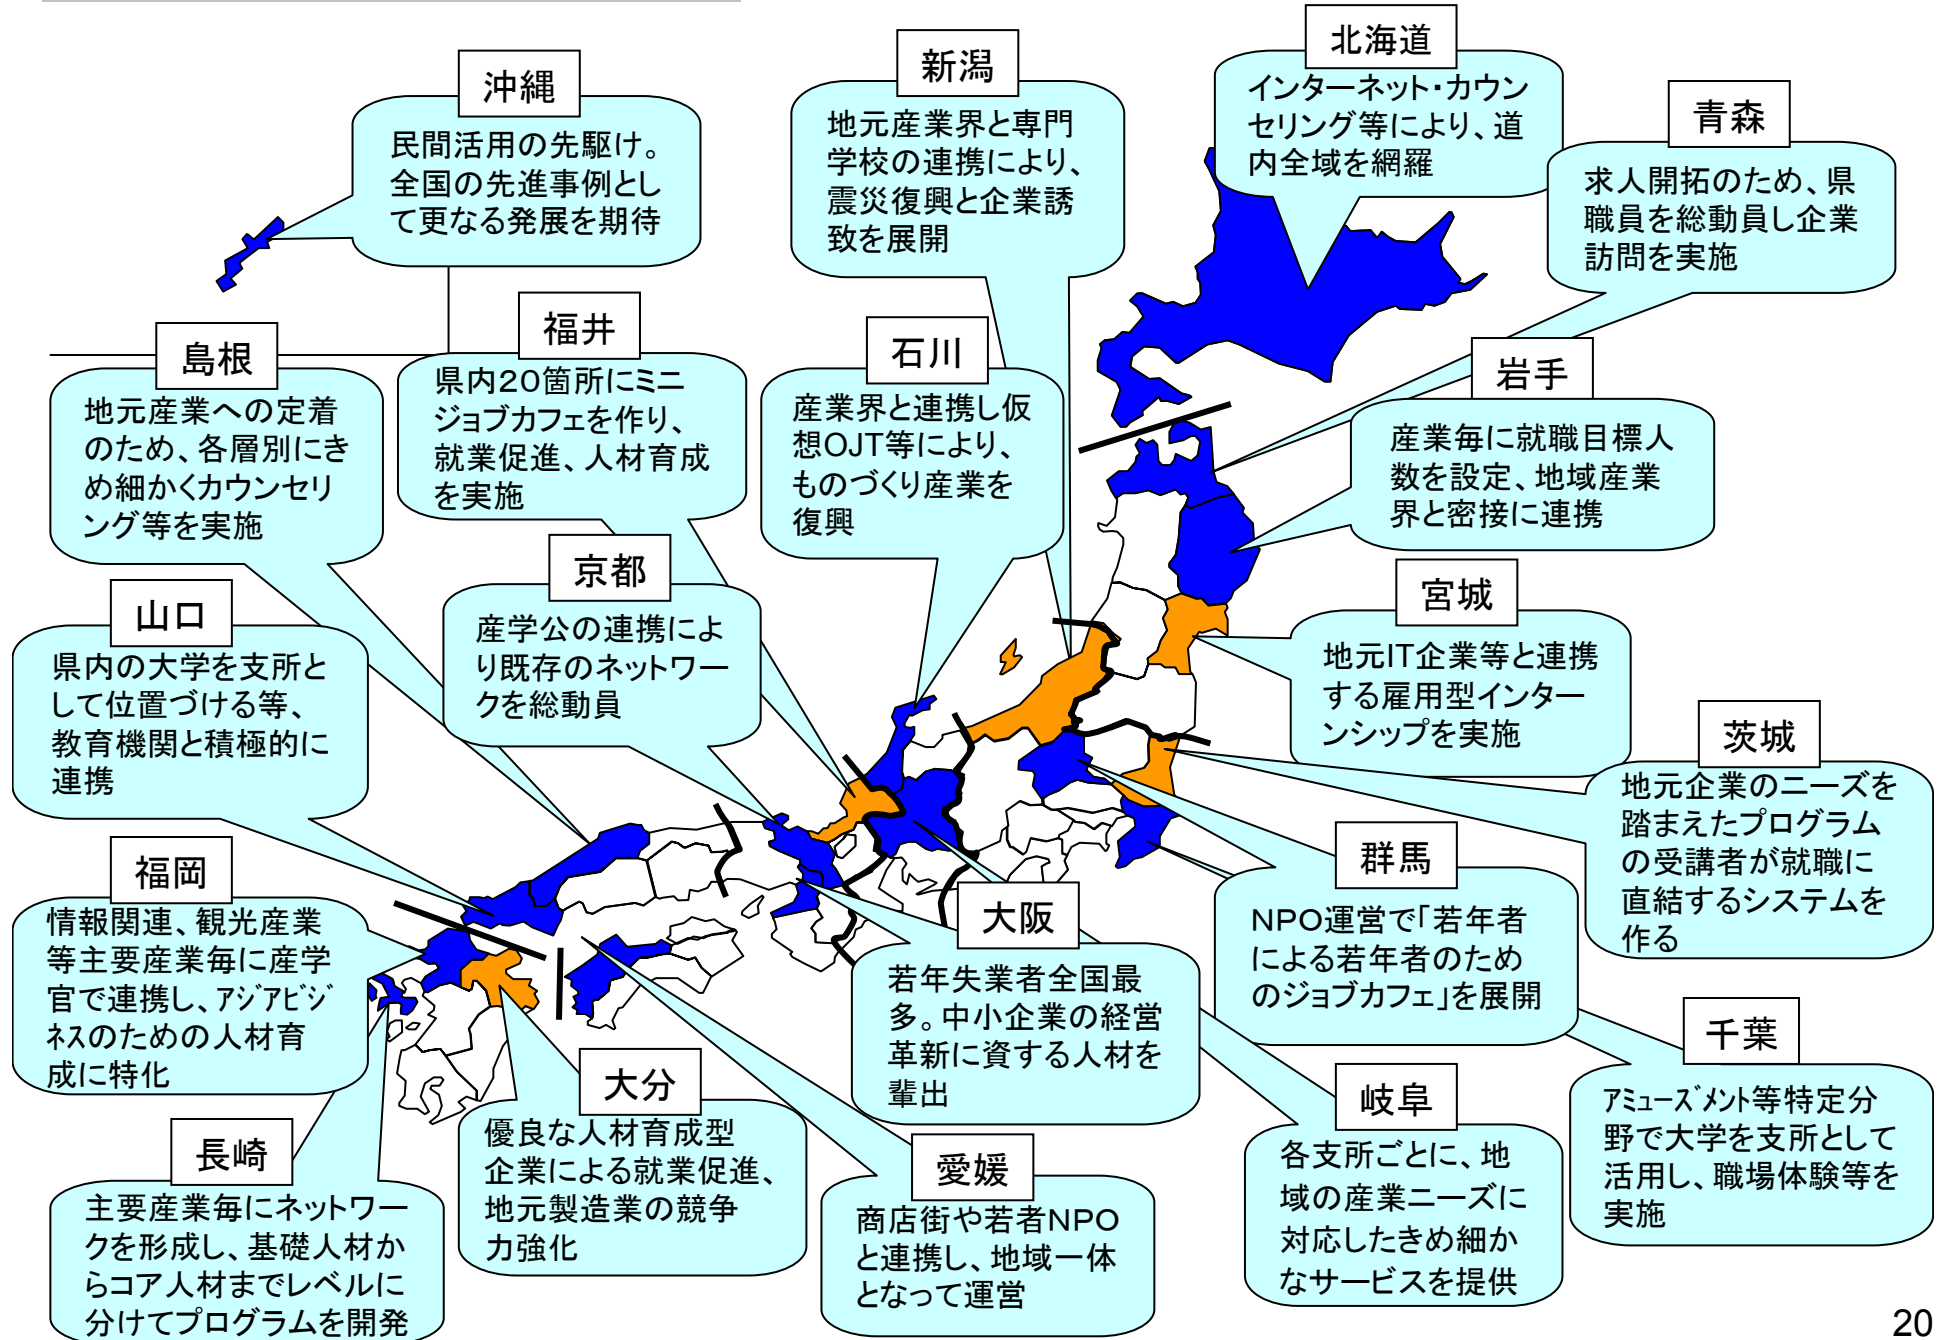 沖縄
民間活用の先駆け。
全国の先進事例とし
て更なる発展を期待
新潟
地元産業界と専門
学校の連携により、
震災復興と企業誘
致を展開
北海道
インターネット・カウン
セリング等により、道
内全域を網羅
青森
求人開拓のため、県
職員を総動員し企業
訪問を実施
島根
地元産業への定着
のため、各層別にき
め細かくカウンセリ
ング等を実施
福井
県内20箇所にミニ
ジョブカフェを作り、
就業促進、人材育成
を実施
石川
産業界と連携し仮
想OJT等により、
ものづくり産業を
復興
岩手
産業毎に就職目標人
数を設定、地域産業
界と密接に連携
山口
県内の大学を支所と
して位置づける等、
教育機関と積極的に
連携
京都
産学公の連携によ
り既存のネットワー
クを総動員
宮城
地元IT企業等と連携
する雇用型インター
ンシップを実施
茨城
地元企業のニーズを
踏まえたプログラム
の受講者が就職に
直結するシステムを
作る
福岡
情報関連、観光産業
等主要産業毎に産学
官で連携し、アジアビジ
ネスのための人材育
成に特化
大阪
若年失業者全国最
多。中小企業の経営
革新に資する人材を
輩出
群馬
NPO運営で「若年者
による若年者のため
のジョブカフェ」を展開
千葉
アミューズメント等特定分
野で大学を支所として
活用し、職場体験等を
実施
長崎
主要産業毎にネットワー
クを形成し、基礎人材か
らコア人材までレベルに
分けてプログラムを開発
大分
優良な人材育成型
企業による就業促進、
地元製造業の競争
力強化
愛媛
商店街や若者NPO
と連携し、地域一体
となって運営
岐阜
各支所ごとに、地
域の産業ニーズに
対応したきめ細か
なサービスを提供
20